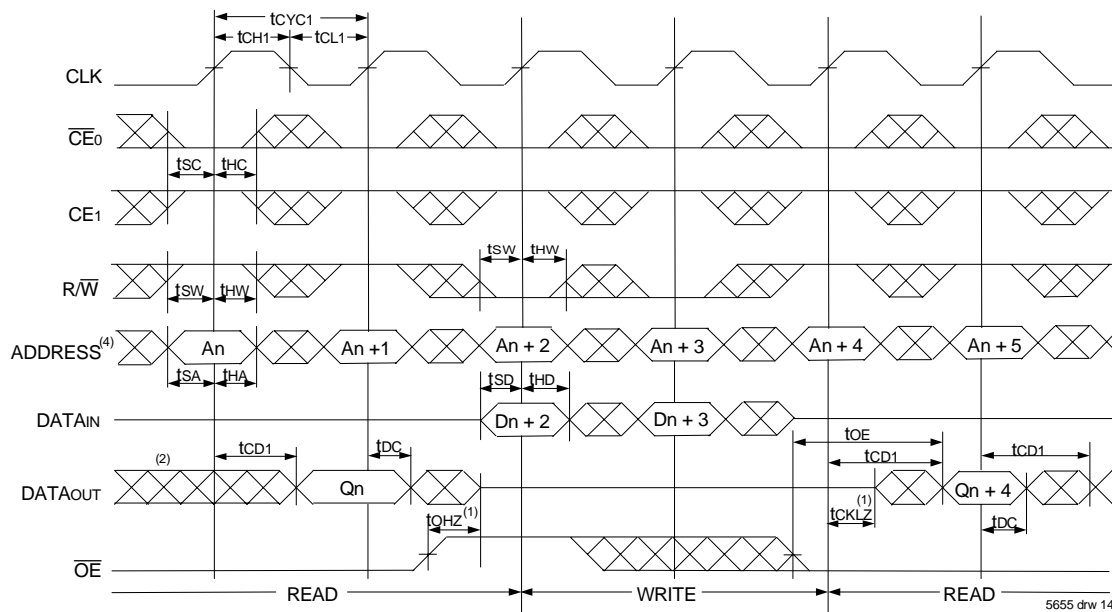 tCYC1
tCH1 tCL1
CLK
CE0
tSC tHC
CE1
tSW tHW
R/W
tSW tHW
ADDRESS(4) An An +1 An + 2 An + 3 An + 4 An + 5
tSA tHA tSD tHD
DATAIN Dn + 2 Dn + 3
tOE
tCD1 tDC tCD1 tCD1
(2)
DATAOUT Qn Qn + 4
tOHZ(1) tCKLZ(1) tDC
OE
READ WRITE READ
5655 drw 14